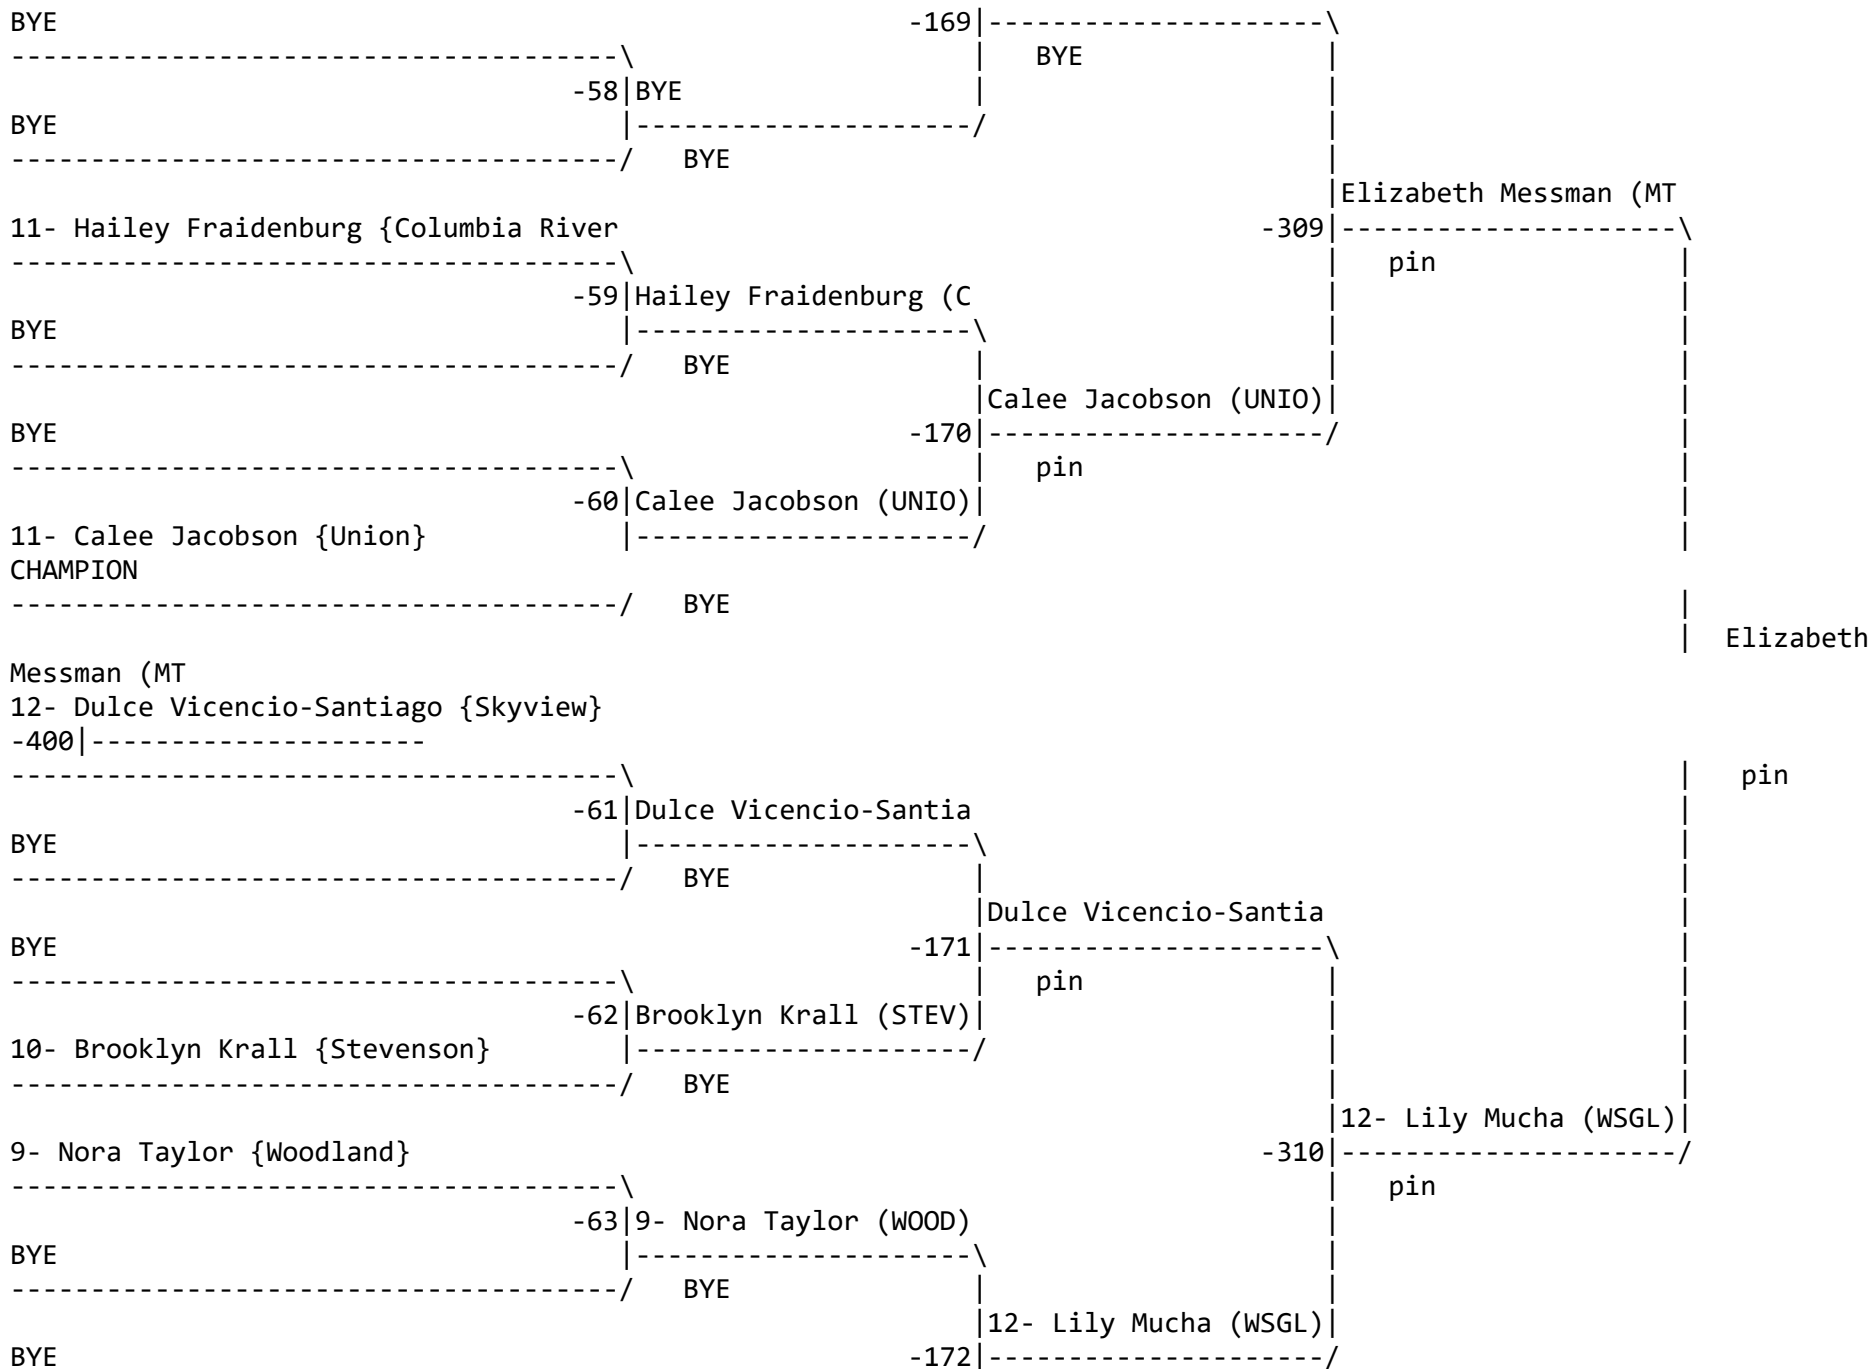 BYE                                                      -169|---------------------\
--------------------------------------\                      |   BYE               |
                                   -58|BYE                   |                     |
BYE                                   |---------------------/                      |
--------------------------------------/   BYE                                      |
                                                                                   |Elizabeth Messman (MT
11- Hailey Fraidenburg {Columbia River                                         -309|---------------------\
--------------------------------------\                                            |   pin               |
                                   -59|Hailey Fraidenburg (C                       |                     |
BYE                                   |---------------------\                      |                     |
--------------------------------------/   BYE               |                      |                     |
                                                            |Calee Jacobson (UNIO)|                      |
BYE                                                     -170|---------------------/                      |
--------------------------------------\                     |   pin                                      |
                                   -60|Calee Jacobson (UNIO)|                                            |
11- Calee Jacobson {Union}            |---------------------/                                            |
CHAMPION
--------------------------------------/   BYE                                                            |
                                                                                                         |  Elizabeth
Messman (MT
12- Dulce Vicencio-Santiago {Skyview}
-400|---------------------
--------------------------------------\                                                                  |   pin
                                   -61|Dulce Vicencio-Santia                                             |
BYE                                   |---------------------\                                            |
--------------------------------------/   BYE               |                                            |
                                                            |Dulce Vicencio-Santia                       |
BYE                                                     -171|---------------------\                      |
--------------------------------------\                     |   pin               |                      |
                                   -62|Brooklyn Krall (STEV)|                     |                      |
10- Brooklyn Krall {Stevenson}        |---------------------/                     |                      |
--------------------------------------/   BYE                                     |                      |
                                                                                  |12- Lily Mucha (WSGL)|
9- Nora Taylor {Woodland}                                                     -310|---------------------/
--------------------------------------\                                           |   pin
                                   -63|9- Nora Taylor (WOOD)                      |
BYE                                   |---------------------\                     |
--------------------------------------/   BYE               |                     |
                                                            |12- Lily Mucha (WSGL)|
BYE                                                     -172|---------------------/